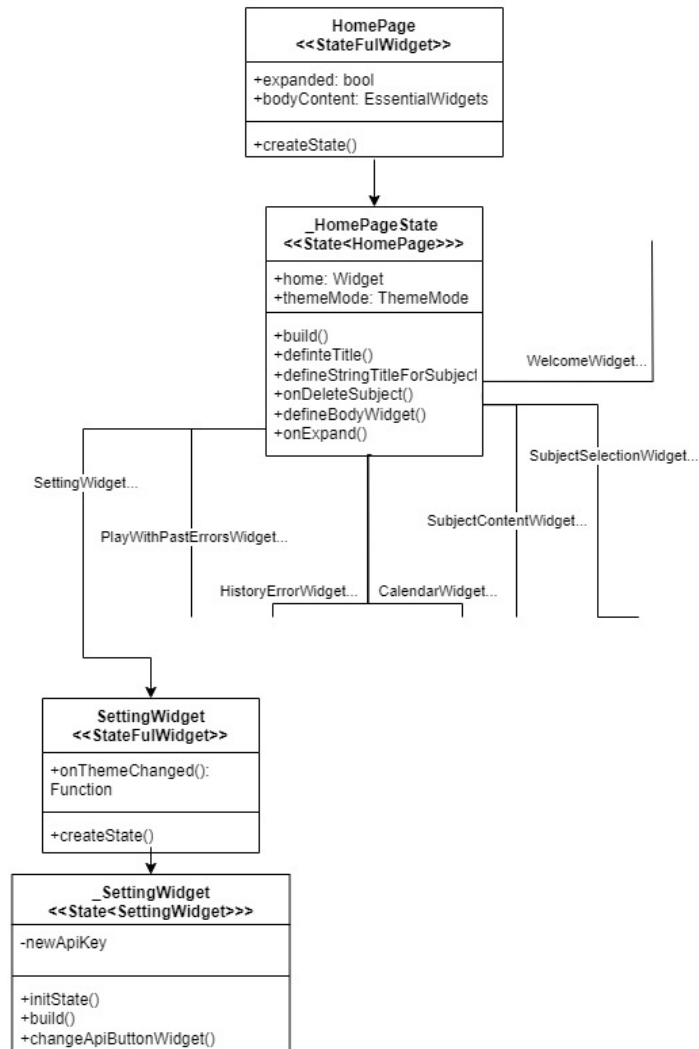 HomePage
<<StateFulWidget>>
+expanded: bool
+bodyContent: EssentialWidgets
+createState()
_HomePageState
<<State<HomePage>>>
+home: Widget
+themeMode: ThemeMode
+build()
+definteTitle()
+defineStringTitleForSubject
+onDeleteSubject()
+defineBodyWidget()
+onExpand()
WelcomeWidget...
SubjectSelectionWidget...
SettingWidget...
SubjectContentWidget...
PlayWithPastErrorsWidget...
HistoryErrorWidget...
CalendarWidget...
SettingWidget
<<StateFulWidget>>
+onThemeChanged():
Function
+createState()
_SettingWidget
<<State<SettingWidget>>>
-newApiKey
+initState()
+build()
+changeApiButtonWidget()